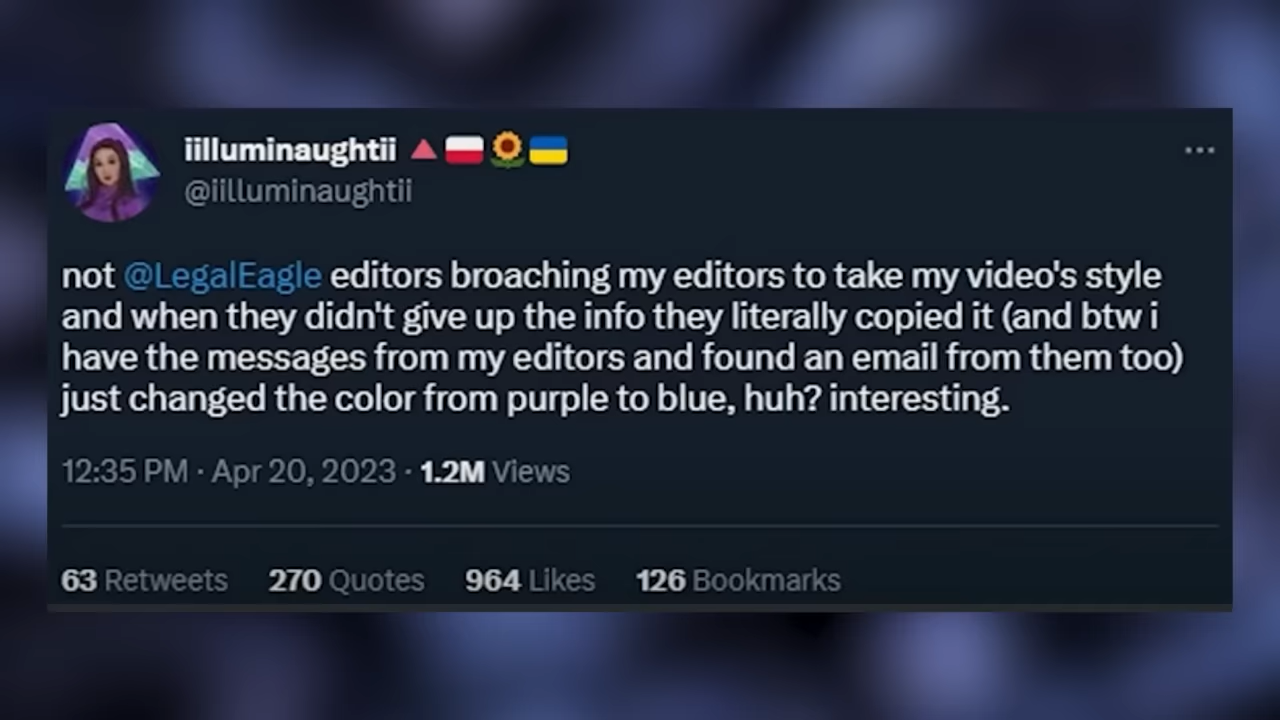 iilluminaughtii 🔺🇵🇱🌻🇺🇦
@iilluminaughtii
not @LegalEagle editors broaching my editors to take my video's style
and when they didn't give up the info they literally copied it (and btw i
have the messages from my editors and found an email from them too)
just changed the color from purple to blue, huh? interesting.
12:35 PM · Apr 20, 2023 · 1.2M Views
63 Retweets 270 Quotes 964 Likes 126 Bookmarks